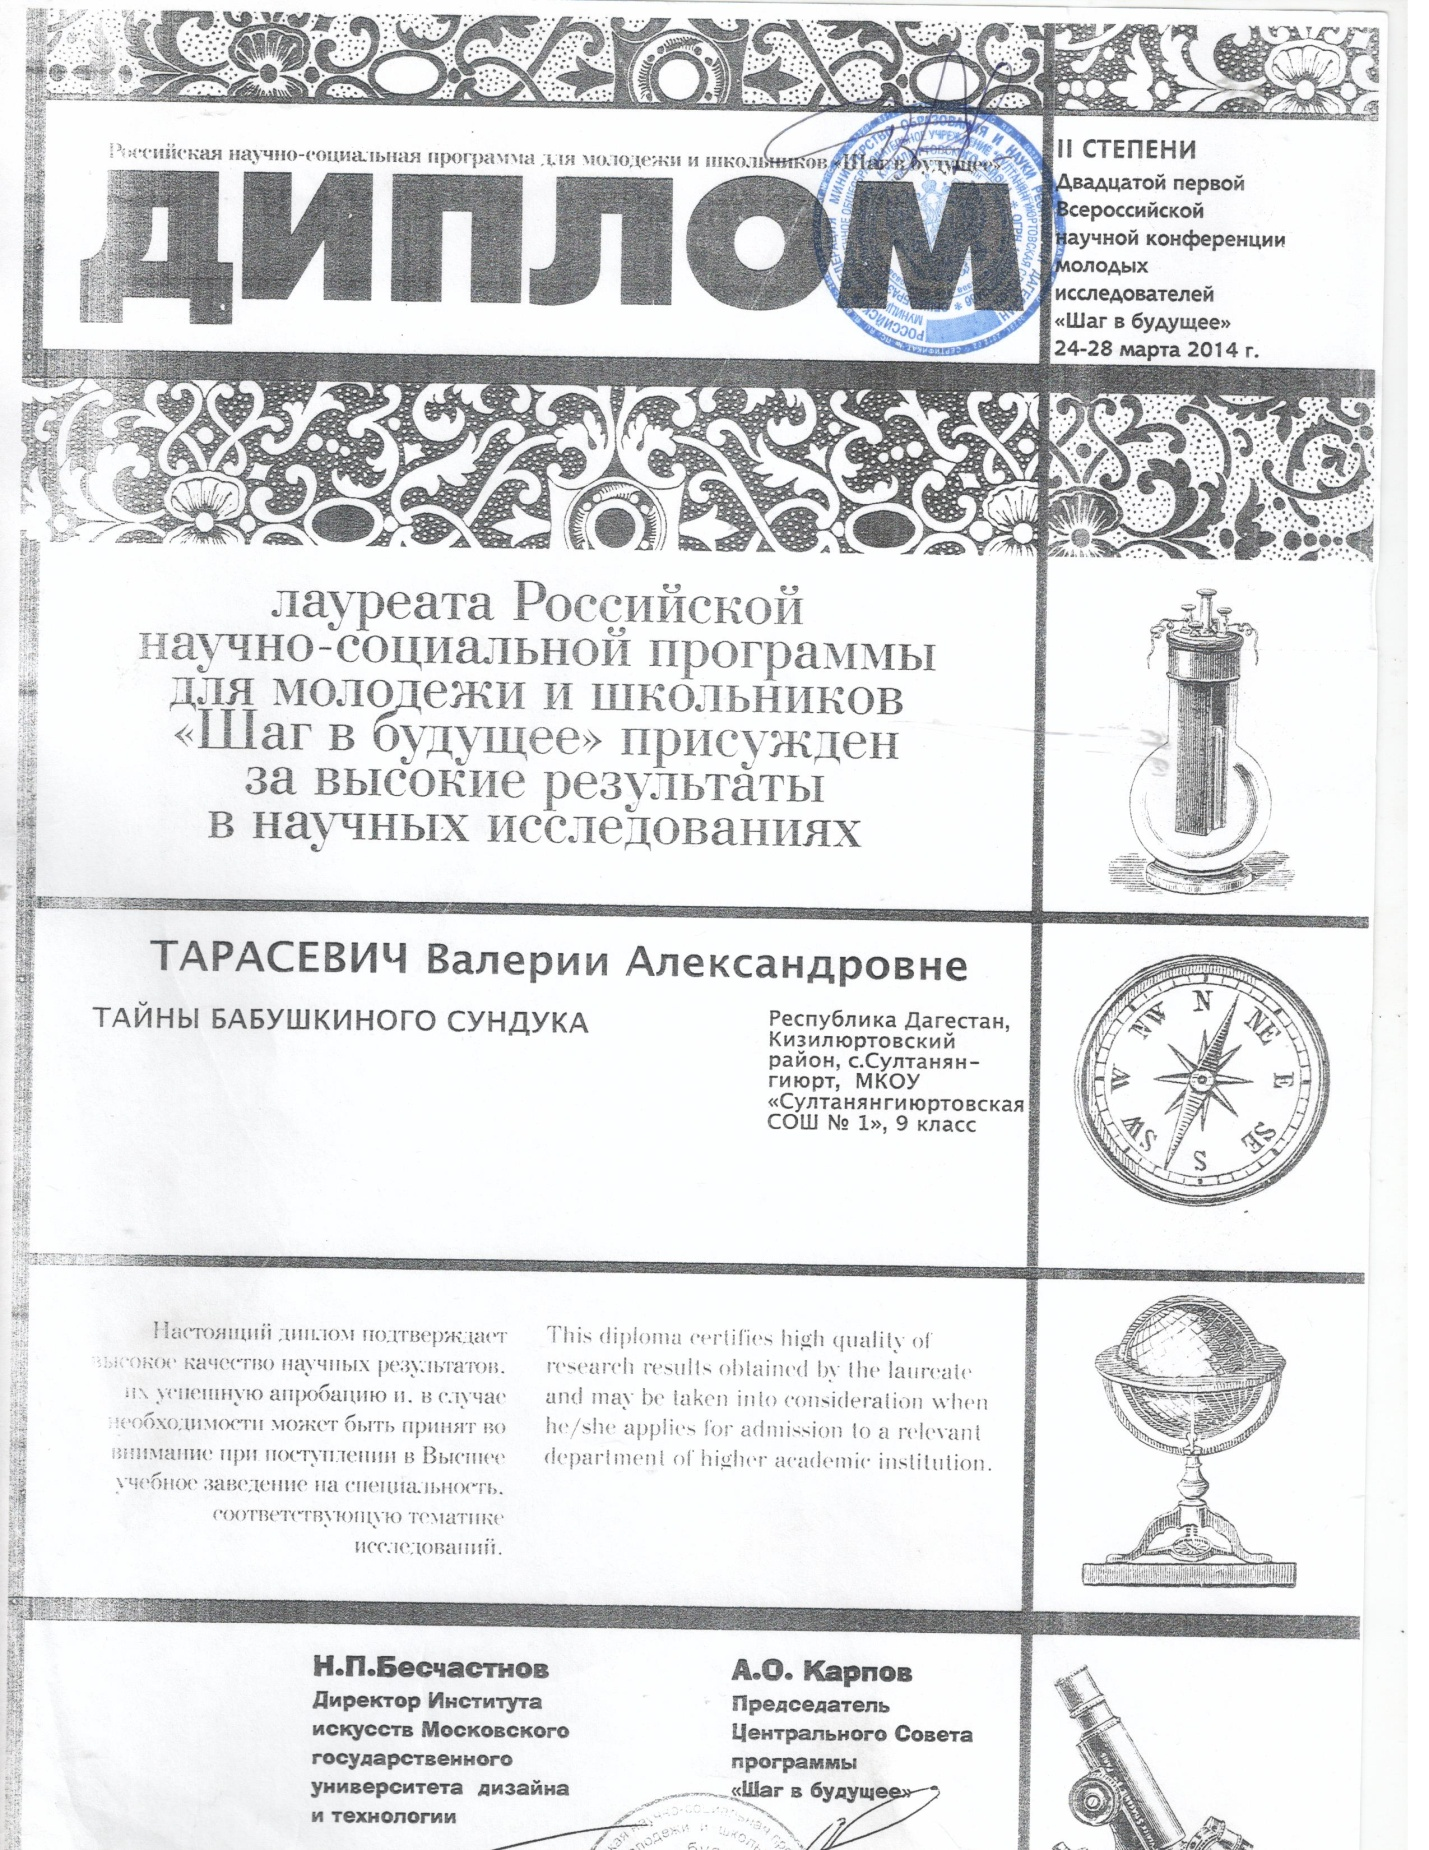 Российская научно-социальная программа для молодежи и школьников «Шаг в будущее»
ДИПЛОМ
II СТЕПЕНИ
Двадцатой первой
Всероссийской
научной конференции
молодых
исследователей
«Шаг в будущее»
24-28 марта 2014 г.
лауреата Российской
научно-социальной программы
для молодежи и школьников
«Шаг в будущее» присужден
за высокие результаты
в научных исследованиях
ТАРАСЕВИЧ Валерии Александровне
ТАЙНЫ БАБУШКИНОГО СУНДУКА
Республика Дагестан,
Кизилюртовский
район, с.Султанян-
гиюрт, МКОУ
«Султанянгиюртовская
СОШ № 1», 9 класс
N
NE
E
SE
S
SW
W
NW
Настоящий диплом подтверждает
высокое качество научных результатов,
их успешную апробацию и, в случае
необходимости может быть принят во
внимание при поступлении в Высшее
учебное заведение на специальность,
соответствующую тематике
исследований.
This diploma certifies high quality of
research results obtained by the laureate
and may be taken into consideration when
he/she applies for admission to a relevant
department of higher academic institution.
Н.П.Бесчастнов
Директор Института
искусств Московского
государственного
университета дизайна
и технологии
А.О. Карпов
Председатель
Центрального Совета
программы
«Шаг в будущее»